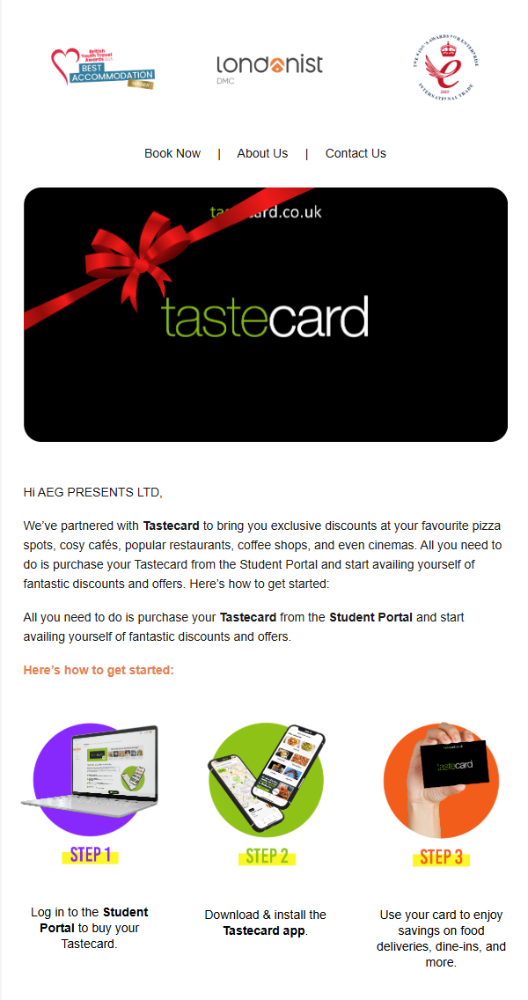 British
Youth Travel
Awards 2025
BEST
ACCOMMODATION
WINNER
londonist
DMC
THE KING'S AWARDS FOR ENTERPRISE
2025
INTERNATIONAL TRADE
Book Now | About Us | Contact Us
card.co.uk
tastecard
Hi AEG PRESENTS LTD,
We’ve partnered with Tastecard to bring you exclusive discounts at your favourite pizza
spots, cosy cafés, popular restaurants, coffee shops, and even cinemas. All you need to
do is purchase your Tastecard from the Student Portal and start availing yourself of
fantastic discounts and offers. Here’s how to get started:
All you need to do is purchase your Tastecard from the Student Portal and start
availing yourself of fantastic discounts and offers.
Here’s how to get started:
tastecard
STEP 1
STEP 2
STEP 3
Log in to the Student
Portal to buy your
Tastecard.
Download & install the
Tastecard app.
Use your card to enjoy
savings on food
deliveries, dine-ins, and
more.